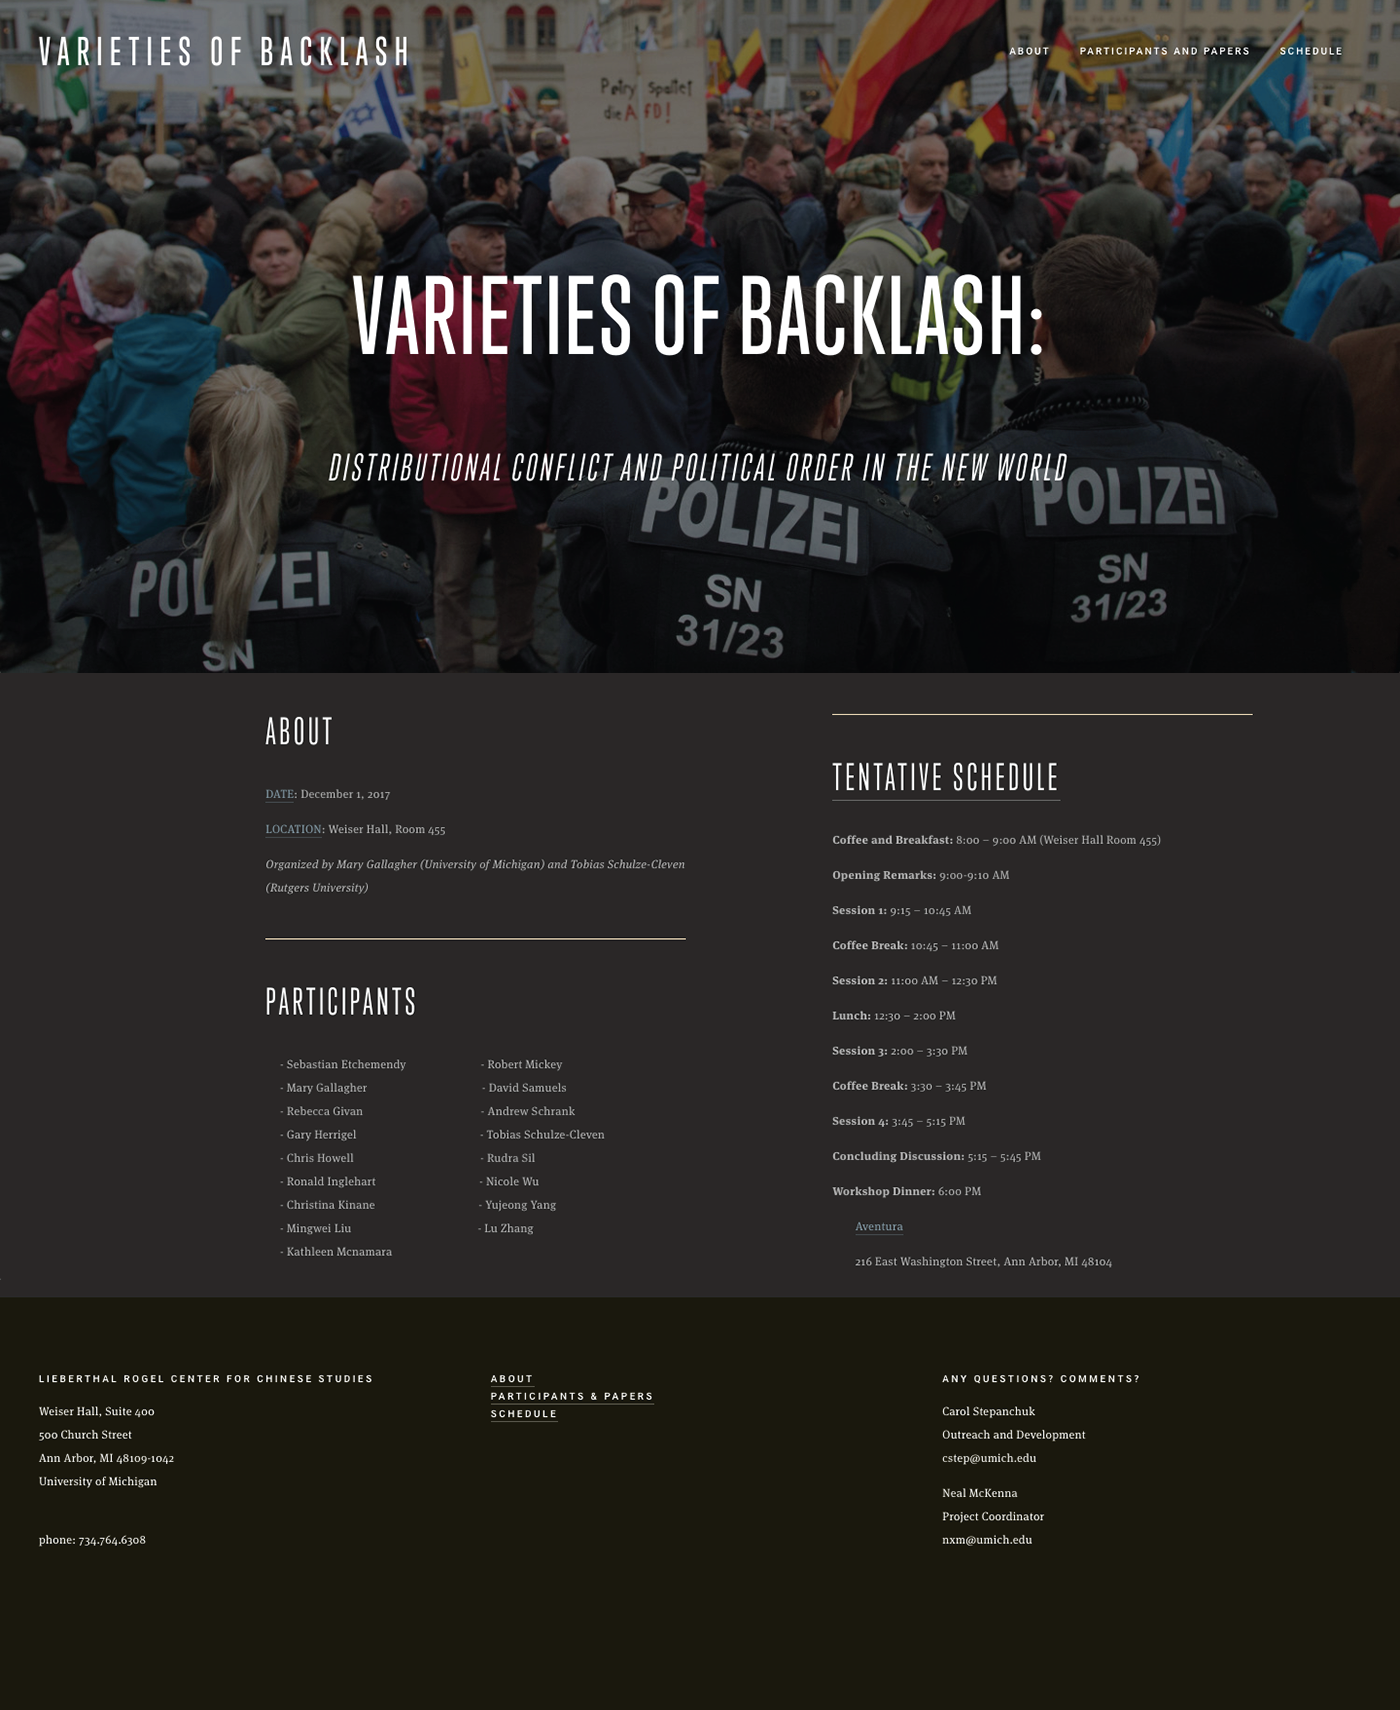 VARIETIES OF BACKLASH
ABOUT
PARTICIPANTS AND PAPERS
SCHEDULE
Petry spaltet
die AfD!
VARIETIES OF BACKLASH:
DISTRIBUTIONAL CONFLICT AND POLITICAL ORDER IN THE NEW WORLD
POLIZEI
SN
POLIZEI
SN
31/23
POLIZEI
SN
31/23
ABOUT
DATE: December 1, 2017
LOCATION: Weiser Hall, Room 455
Organized by Mary Gallagher (University of Michigan) and Tobias Schulze-Cleven
(Rutgers University)
PARTICIPANTS
- Sebastian Etchemendy
- Mary Gallagher
- Rebecca Givan
- Gary Herrigel
- Chris Howell
- Ronald Inglehart
- Christina Kinane
- Mingwei Liu
- Kathleen Mcnamara
- Robert Mickey
- David Samuels
- Andrew Schrank
- Tobias Schulze-Cleven
- Rudra Sil
- Nicole Wu
- Yujeong Yang
- Lu Zhang
TENTATIVE SCHEDULE
Coffee and Breakfast: 8:00 – 9:00 AM (Weiser Hall Room 455)
Opening Remarks: 9:00-9:10 AM
Session 1: 9:15 – 10:45 AM
Coffee Break: 10:45 – 11:00 AM
Session 2: 11:00 AM – 12:30 PM
Lunch: 12:30 – 2:00 PM
Session 3: 2:00 – 3:30 PM
Coffee Break: 3:30 – 3:45 PM
Session 4: 3:45 – 5:15 PM
Concluding Discussion: 5:15 – 5:45 PM
Workshop Dinner: 6:00 PM
Aventura
216 East Washington Street, Ann Arbor, MI 48104
LIEBERTHAL ROGEL CENTER FOR CHINESE STUDIES
Weiser Hall, Suite 400
500 Church Street
Ann Arbor, MI 48109-1042
University of Michigan
phone: 734.764.6308
ABOUT
PARTICIPANTS & PAPERS
SCHEDULE
ANY QUESTIONS? COMMENTS?
Carol Stepanchuk
Outreach and Development
cstep@umich.edu
Neal McKenna
Project Coordinator
nxm@umich.edu